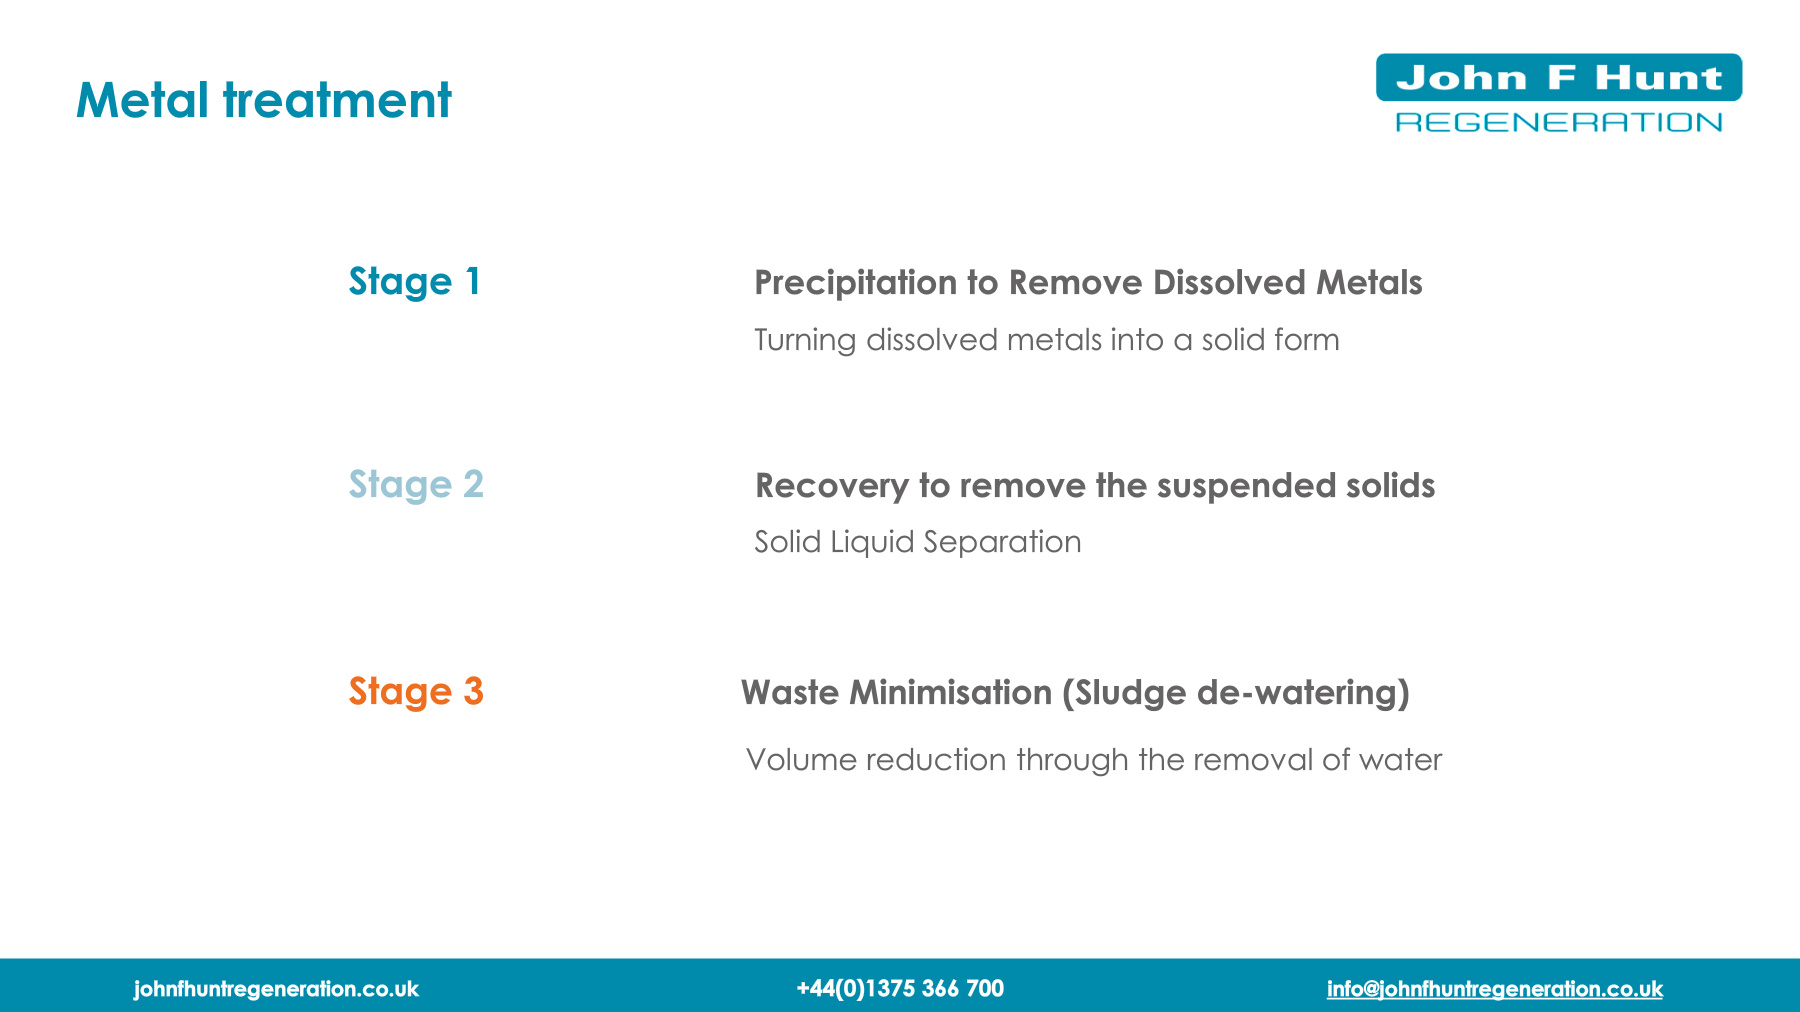 Metal treatment
John F Hunt
REGENERATION
Stage 1
Precipitation to Remove Dissolved Metals
Turning dissolved metals into a solid form
Stage 2
Recovery to remove the suspended solids
Solid Liquid Separation
Stage 3
Waste Minimisation (Sludge de-watering)
Volume reduction through the removal of water
johnfhuntregeneration.co.uk
+44(0)1375 366 700
info@johnfhuntregeneration.co.uk